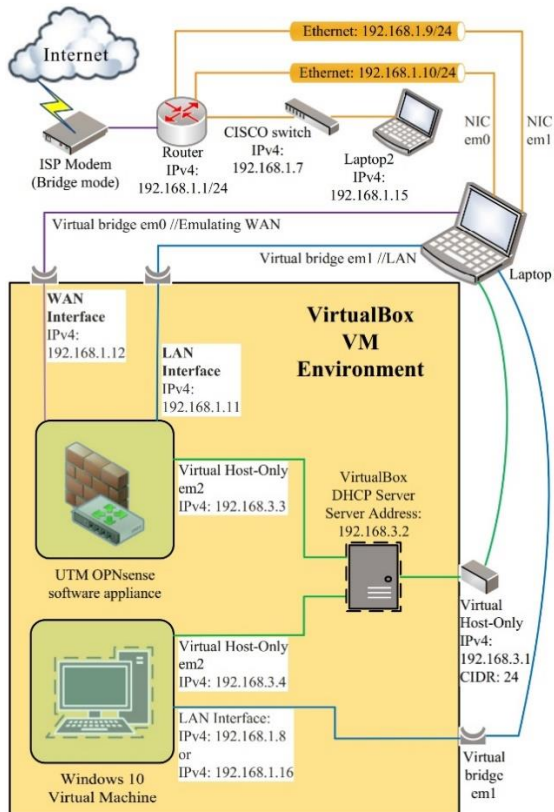 Internet
Ethernet: 192.168.1.9/24
Ethernet: 192.168.1.10/24
NIC
em0
NIC
em1
ISP Modem
(Bridge mode)
Router
IPv4:
192.168.1.1/24
CISCO switch
IPv4:
192.168.1.7
Laptop2
IPv4:
192.168.1.15
Virtual bridge em0 //Emulating WAN
Virtual bridge em1 //LAN
Laptop
WAN
Interface
IPv4:
192.168.1.12
LAN
Interface
IPv4:
192.168.1.11
VirtualBox
VM
Environment
Virtual Host-Only
em2
IPv4: 192.168.3.3
VirtualBox
DHCP Server
Server Address:
192.168.3.2
UTM OPNsense
software appliance
Virtual
Host-Only
IPv4:
192.168.3.1
CIDR: 24
Virtual Host-Only
em2
IPv4: 192.168.3.4
LAN Interface:
IPv4: 192.168.1.8
or
IPv4: 192.168.1.16
Windows 10
Virtual Machine
Virtual
bridge
em1